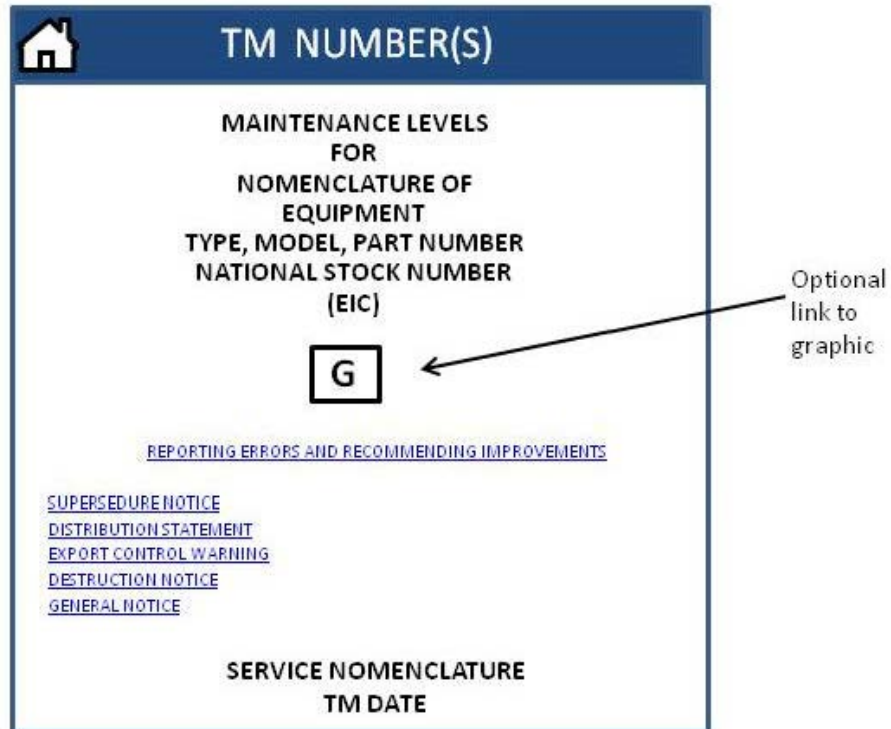 TM NUMBER(S)
MAINTENANCE LEVELS
FOR
NOMENCLATURE OF
EQUIPMENT
TYPE, MODEL, PART NUMBER
NATIONAL STOCK NUMBER
(EIC)
G
Optional
link to
graphic
REPORTING ERRORS AND RECOMMENDING IMPROVEMENTS
SUPERSEDURE NOTICE
DISTRIBUTION STATEMENT
EXPORT CONTROL WARNING
DESTRUCTION NOTICE
GENERAL NOTICE
SERVICE NOMENCLATURE
TM DATE